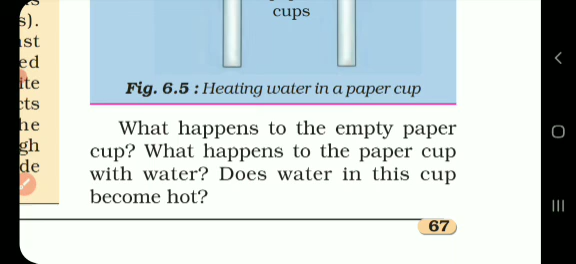 cups
s).
ed
Fig. 6.5 : Heating water in a paper cup
What happens to the empty paper
cup? What happens to the paper cup
with water? Does water in this cup
become hot?
67